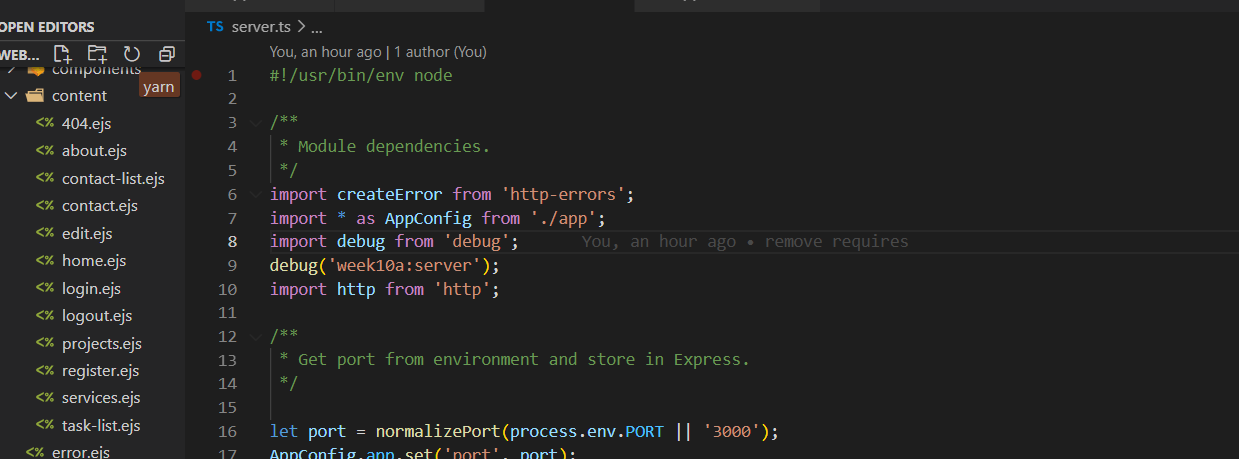 OPEN EDITORS
WEB...
components
yarn
content
<% 404.ejs
<% about.ejs
<% contact-list.ejs
<% contact.ejs
<% edit.ejs
<% home.ejs
<% login.ejs
<% logout.ejs
<% projects.ejs
<% register.ejs
<% services.ejs
<% task-list.ejs
<% error.ejs
TS server.ts > ...
You, an hour ago | 1 author (You)
1 #!/usr/bin/env node
2
3 /**
4 * Module dependencies.
5 */
6 import createError from 'http-errors';
7 import * as AppConfig from './app';
8 import debug from 'debug'; You, an hour ago • remove requires
9 debug('week10a:server');
10 import http from 'http';
11
12 /**
13 * Get port from environment and store in Express.
14 */
15
16 let port = normalizePort(process.env.PORT || '3000');
17 AppConfig.app.set('port', port);